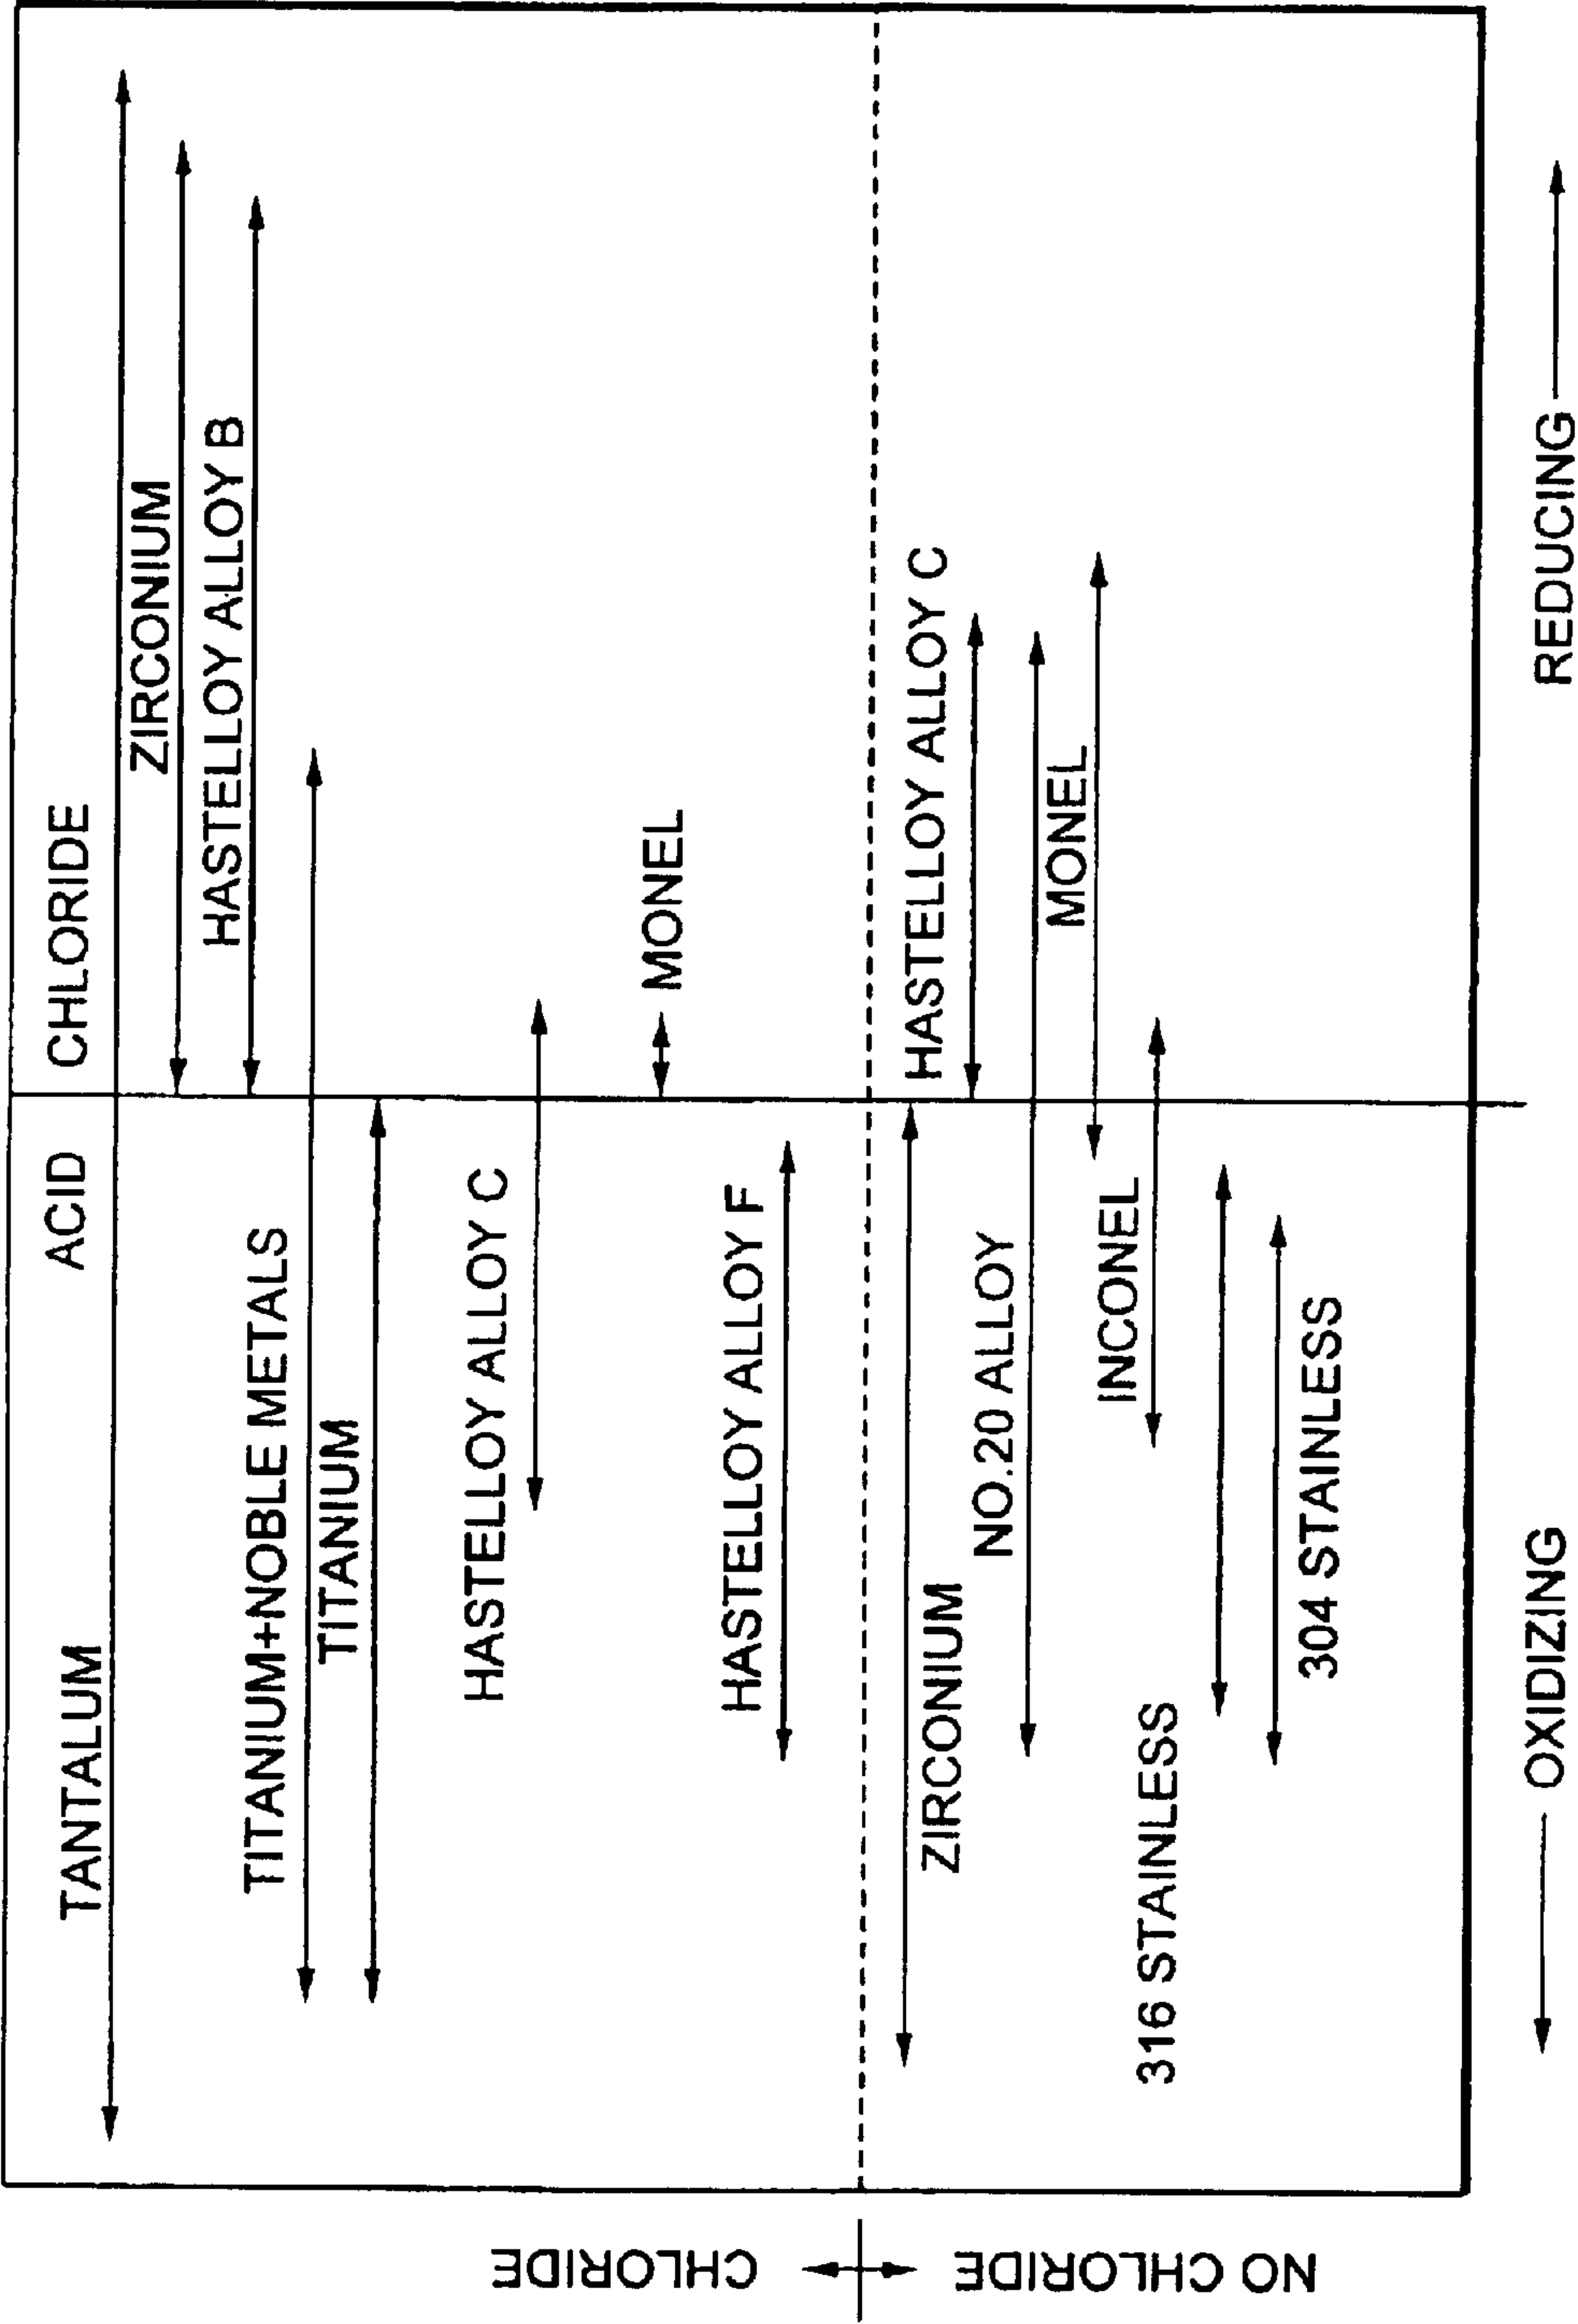 ACID CHLORIDE
TANTALUM
ZIRCONIUM
HASTELLOY ALLOY B
TITANIUM+NOBLE METALS
TITANIUM
HASTELLOY ALLOY C
MONEL
HASTELLOY ALLOY F
HASTELLOY ALLOY C
ZIRCONIUM
NO.20 ALLOY
MONEL
INCONEL
316 STAINLESS
304 STAINLESS
CHLORIDE
NO CHLORIDE
OXIDIZING
REDUCING